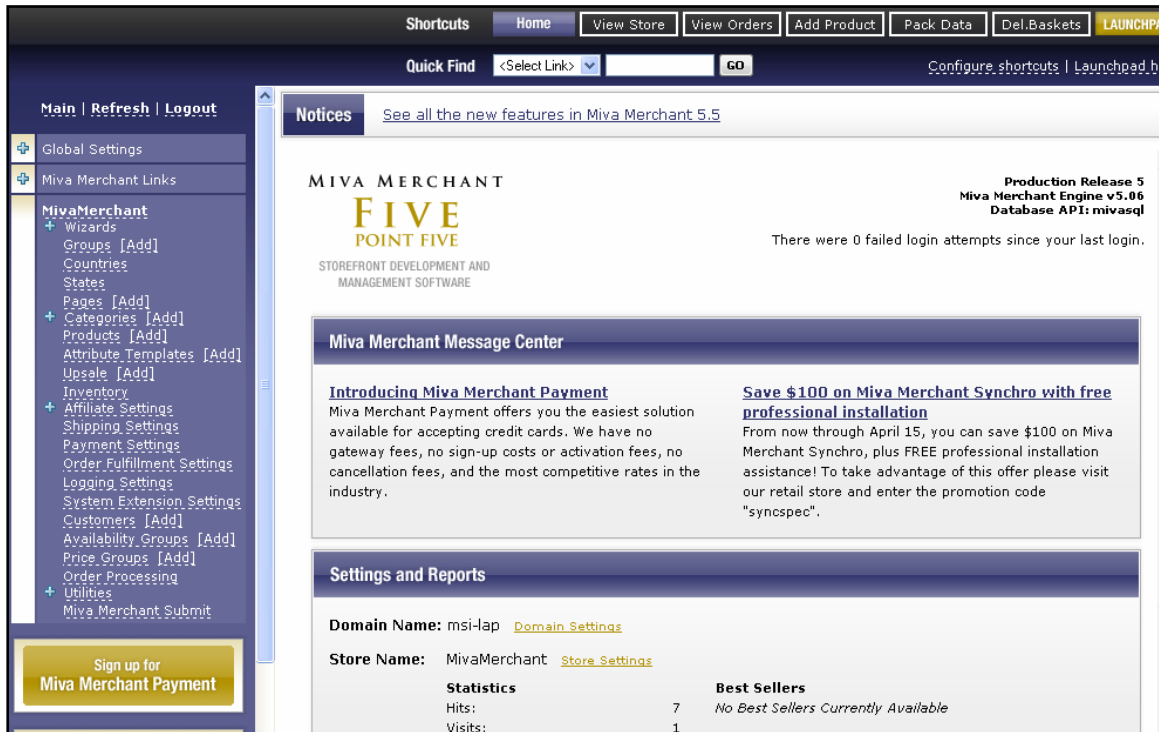 Shortcuts Home View Store View Orders Add Product Pack Data Del.Baskets
Quick Find <Select Link> GO Configure shortcuts | Launchpad
Main | Refresh | Logout
Notices See all the new features in Miva Merchant 5.5
Global Settings
Miva Merchant Links
MivaMerchant
Wizards
Groups [Add]
Countries
States
Pages [Add]
Categories [Add]
Products [Add]
Attribute Templates [Add]
Upsale [Add]
Inventory
Affiliate Settings
Shipping Settings
Payment Settings
Order Fulfillment Settings
Logging Settings
System Extension Settings
Customers [Add]
Availability Groups [Add]
Price Groups [Add]
Order Processing
Utilities
Miva Merchant Submit
Sign up for
Miva Merchant Payment
MIVA MERCHANT
FIVE
POINT FIVE
STOREFRONT DEVELOPMENT AND
MANAGEMENT SOFTWARE
Production Release 5
Miva Merchant Engine v5.06
Database API: mivasql
There were 0 failed login attempts since your last login.
Miva Merchant Message Center
Introducing Miva Merchant Payment
Miva Merchant Payment offers you the easiest solution
available for accepting credit cards. We have no
gateway fees, no sign-up costs or activation fees, no
cancellation fees, and the most competitive rates in the
industry.
Save $100 on Miva Merchant Synchro with free
professional installation
From now through April 15, you can save $100 on Miva
Merchant Synchro, plus FREE professional installation
assistance! To take advantage of this offer please visit
our retail store and enter the promotion code
"syncspec".
Settings and Reports
Domain Name: msi-lap Domain Settings
Store Name: MivaMerchant Store Settings
Statistics Best Sellers
Hits: 7 No Best Sellers Currently Available
Visits: 1